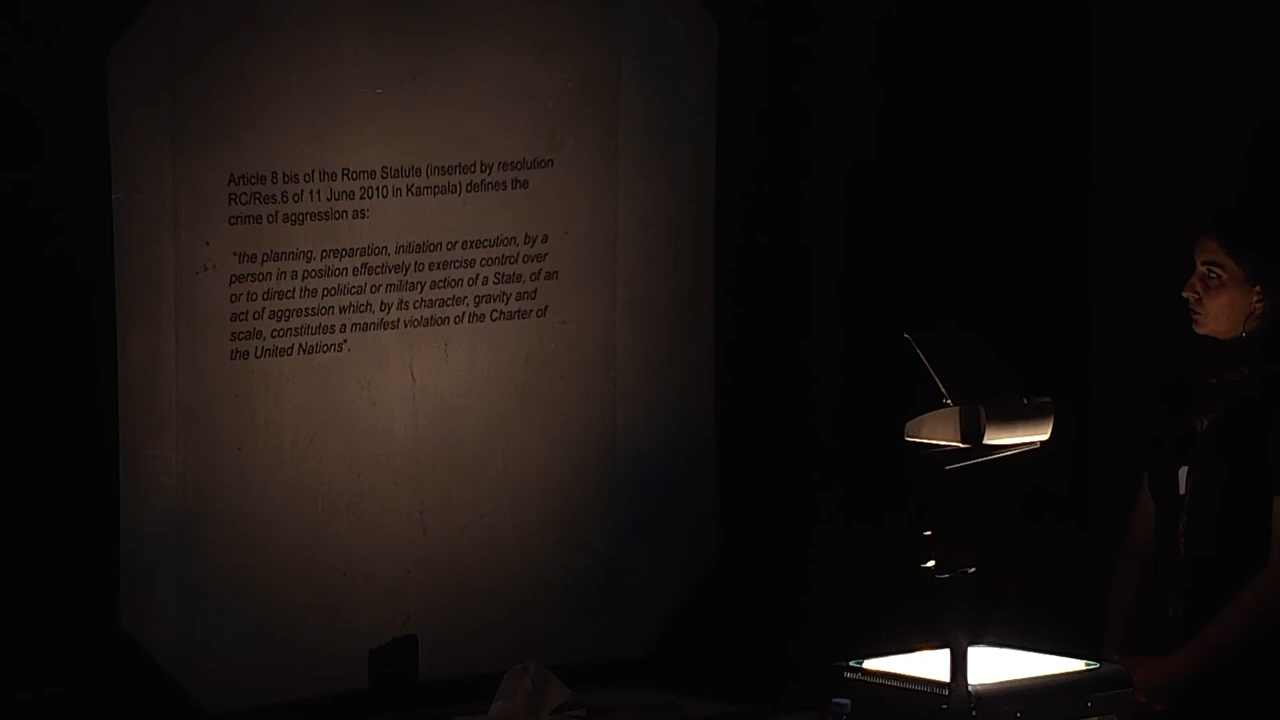 Article 8 bis of the Rome Statute (inserted by resolution
RC/Res.6 of 11 June 2010 in Kampala) defines the
crime of aggression as:
"the planning, preparation, initiation or execution, by a
person in a position effectively to exercise control over
or to direct the political or military action of a State, of an
act of aggression which, by its character, gravity and
scale, constitutes a manifest violation of the Charter of
the United Nations".